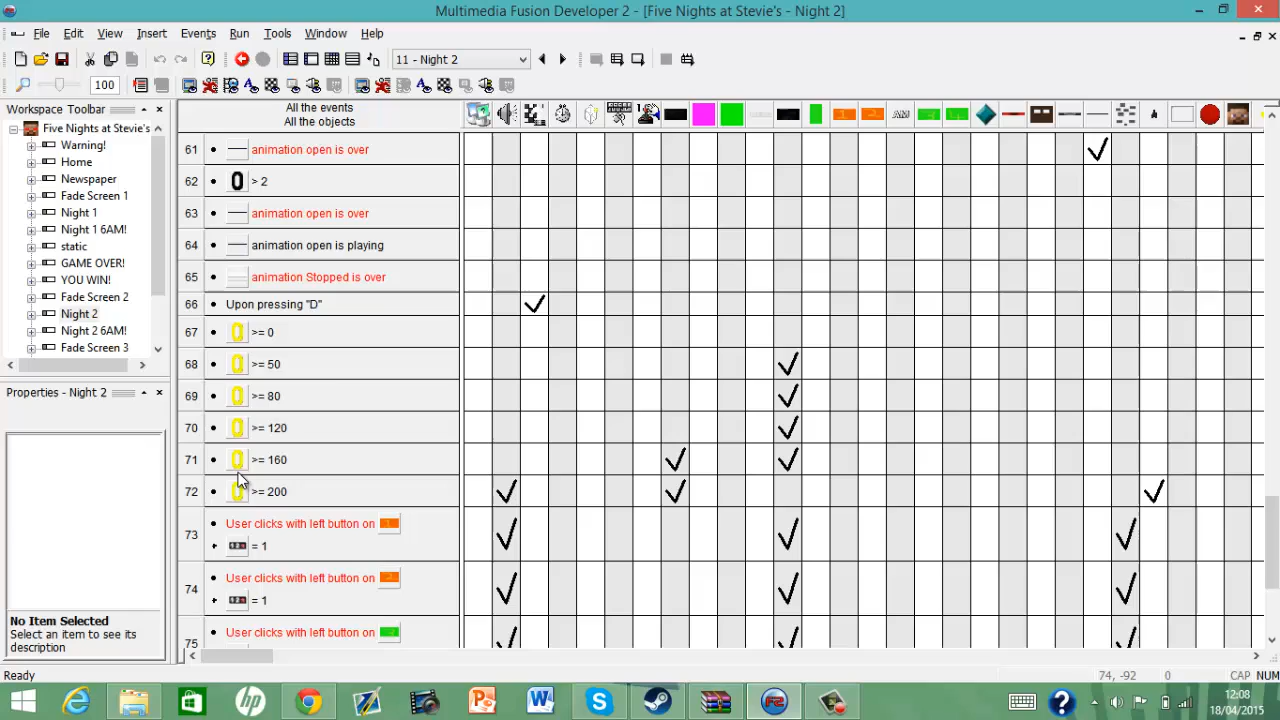 Multimedia Fusion Developer 2 - [Five Nights at Stevie's - Night 2]
File Edit View Insert Events Run Tools Window Help
11 - Night 2
100
Workspace Toolbar
Five Nights at Stevie's
Warning!
Home
Newspaper
Fade Screen 1
Night 1
Night 1 6AM!
static
GAME OVER!
YOU WIN!
Fade Screen 2
Night 2
Night 2 6AM!
Fade Screen 3
Properties - Night 2
No Item Selected
Select an item to see its
description
All the events
All the objects
61 animation open is over
62 0 > 2
63 animation open is over
64 animation open is playing
65 animation Stopped is over
66 Upon pressing "D"
67 0 >= 0
68 0 >= 50
69 0 >= 80
70 0 >= 120
71 0 >= 160
72 0 >= 200
73 User clicks with left button on
= 1
74 User clicks with left button on
= 1
75 User clicks with left button on
Ready
74, -92 0 CAP NUM
12:08
18/04/2015